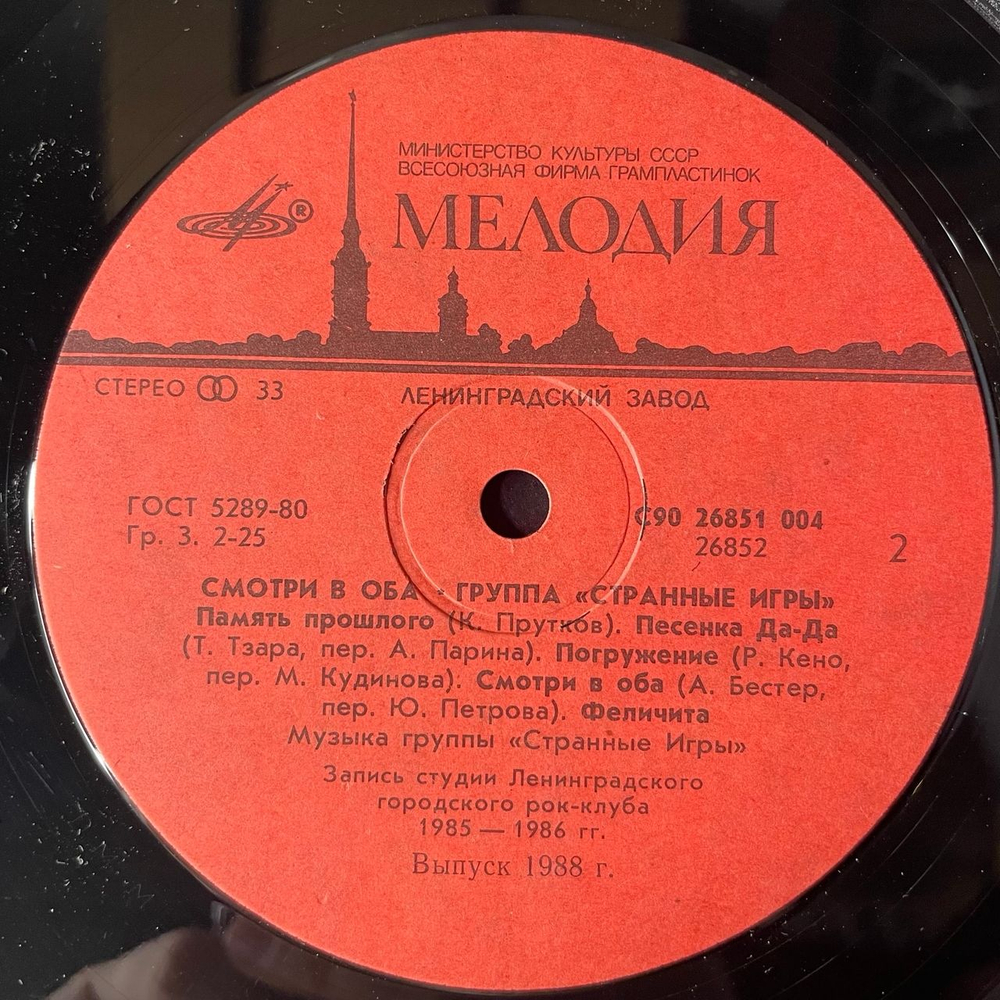 МИНИСТЕРСТВО КУЛЬТУРЫ СССР
ВСЕСОЮЗНАЯ ФИРМА ГРАМПЛАСТИНОК
МЕЛОДИЯ
®
СТЕРЕО 33
ЛЕНИНГРАДСКИЙ ЗАВОД
ГОСТ 5289-80
Гр. 3. 2-25
С90 26851 004
26852
2
СМОТРИ В ОБА • ГРУППА «СТРАННЫЕ ИГРЫ»
Память прошлого (К. Прутков). Песенка Да-Да
(Т. Тзара, пер. А. Парина). Погружение (Р. Кено,
пер. М. Кудинова). Смотри в оба (А. Бестер,
пер. Ю. Петрова). Феличита
Музыка группы «Странные Игры»
Запись студии Ленинградского
городского рок-клуба
1985 — 1986 гг.
Выпуск 1988 г.